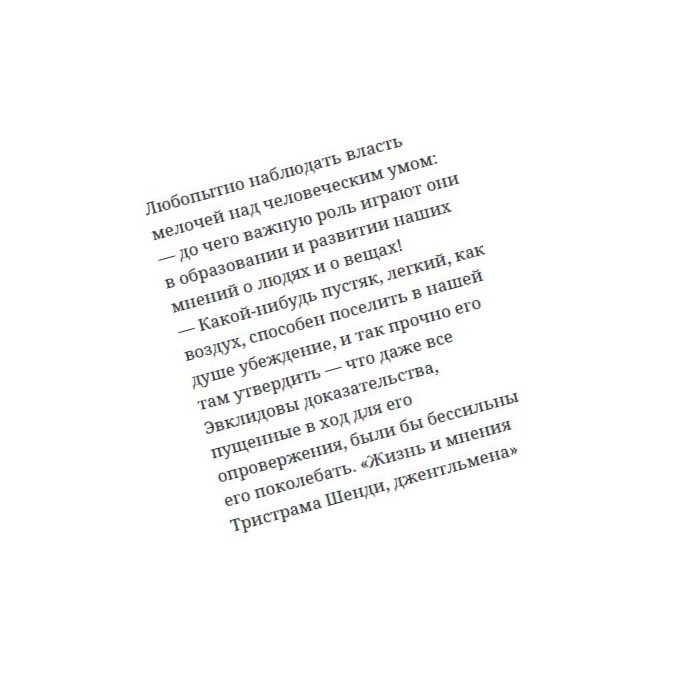 Любопытно наблюдать власть
мелочей над человеческим умом:
— до чего важную роль играют они
в образовании и развитии наших
мнений о людях и о вещах!
— Какой-нибудь пустяк, легкий, как
воздух, способен поселить в нашей
душе убеждение, и так прочно его
там утвердить — что даже все
Эвклидовы доказательства,
пущенные в ход для его
опровержения, были бы бессильны
его поколебать. «Жизнь и мнения
Тристрама Шенди, джентльмена»